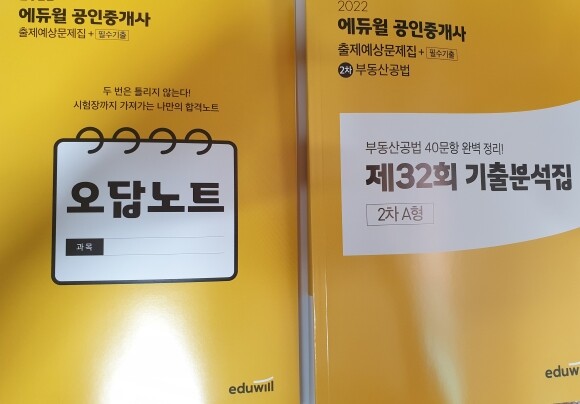 에듀윌 공인중개사
출제예상문제집 + 필수기출
두 번은 틀리지 않는다!
시험장까지 가져가는 나만의 합격노트
오답노트
과목
eduwill
2022
에듀윌 공인중개사
출제예상문제집 + 필수기출
2차 부동산공법
부동산공법 40문항 완벽 정리!
제32회 기출분석집
2차 A형
eduw